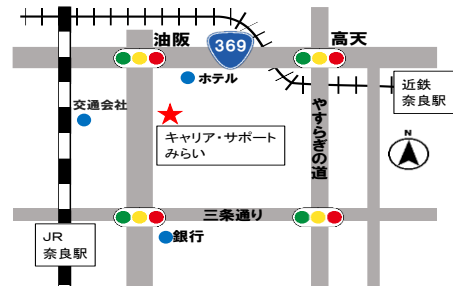 油阪
369
高天
ホテル
近鉄
奈良駅
交通会社
キャリア・サポート
みらい
やすらぎの道
N
三条通り
JR
奈良駅
銀行